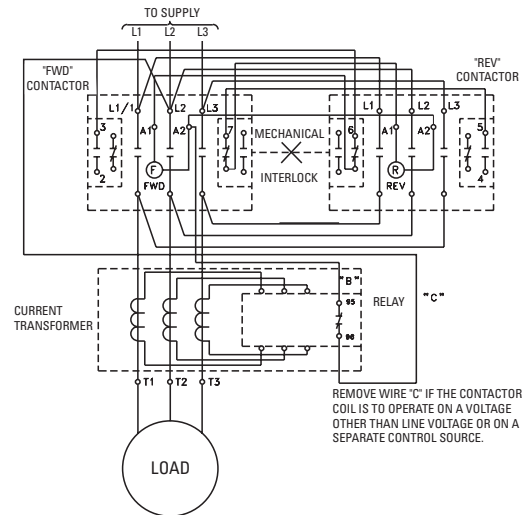 TO SUPPLY
L1 L2 L3
"FWD"
CONTACTOR
"REV"
CONTACTOR
L1/1 L2 L3
L1 L2 L3
3 A1 A2 7
MECHANICAL
6 A1 A2 5
2 F
FWD
INTERLOCK
R
REV
4
"B"
"C"
95
RELAY
96
CURRENT
TRANSFORMER
T1 T2 T3
REMOVE WIRE "C" IF THE CONTACTOR
COIL IS TO OPERATE ON A VOLTAGE
OTHER THAN LINE VOLTAGE OR ON A
SEPARATE CONTROL SOURCE.
LOAD